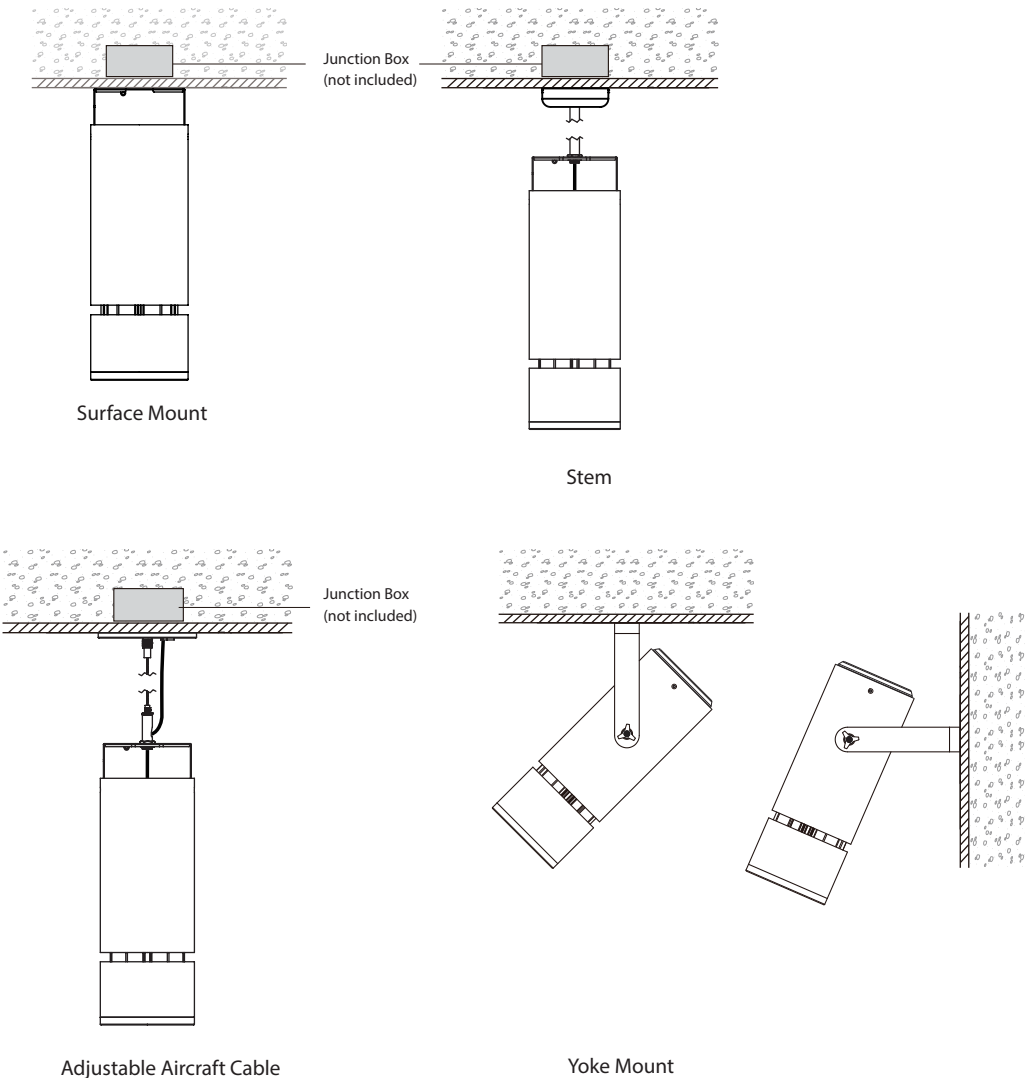 Junction Box
(not included)
Surface Mount
Stem
Junction Box
(not included)
Adjustable Aircraft Cable
Yoke Mount